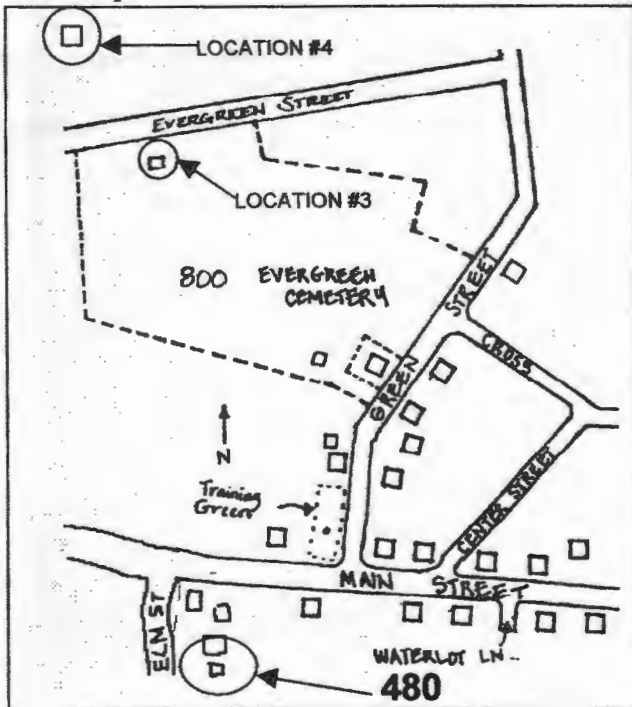 LOCATION #4
EVERGREEN STREET
LOCATION #3
800 EVERGREEN
CEMETERY
GREEN STREET
CROSS
N
Training
Green
CENTER STREET
MAIN STREET
ELM ST
WATERLOT LN
480